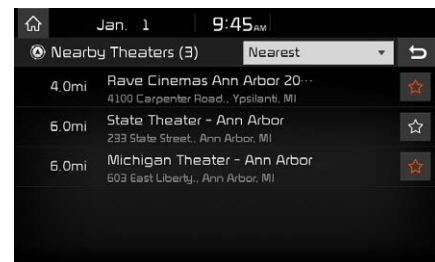 Jan. 1 9:45AM
Nearby Theaters (3) Nearest
4.0mi Rave Cinemas Ann Arbor 20···
4100 Carpenter Road., Ypsilanti, MI
6.0mi State Theater - Ann Arbor
233 State Street., Ann Arbor, MI
6.0mi Michigan Theater - Ann Arbor
603 East Liberty., Ann Arbor, MI